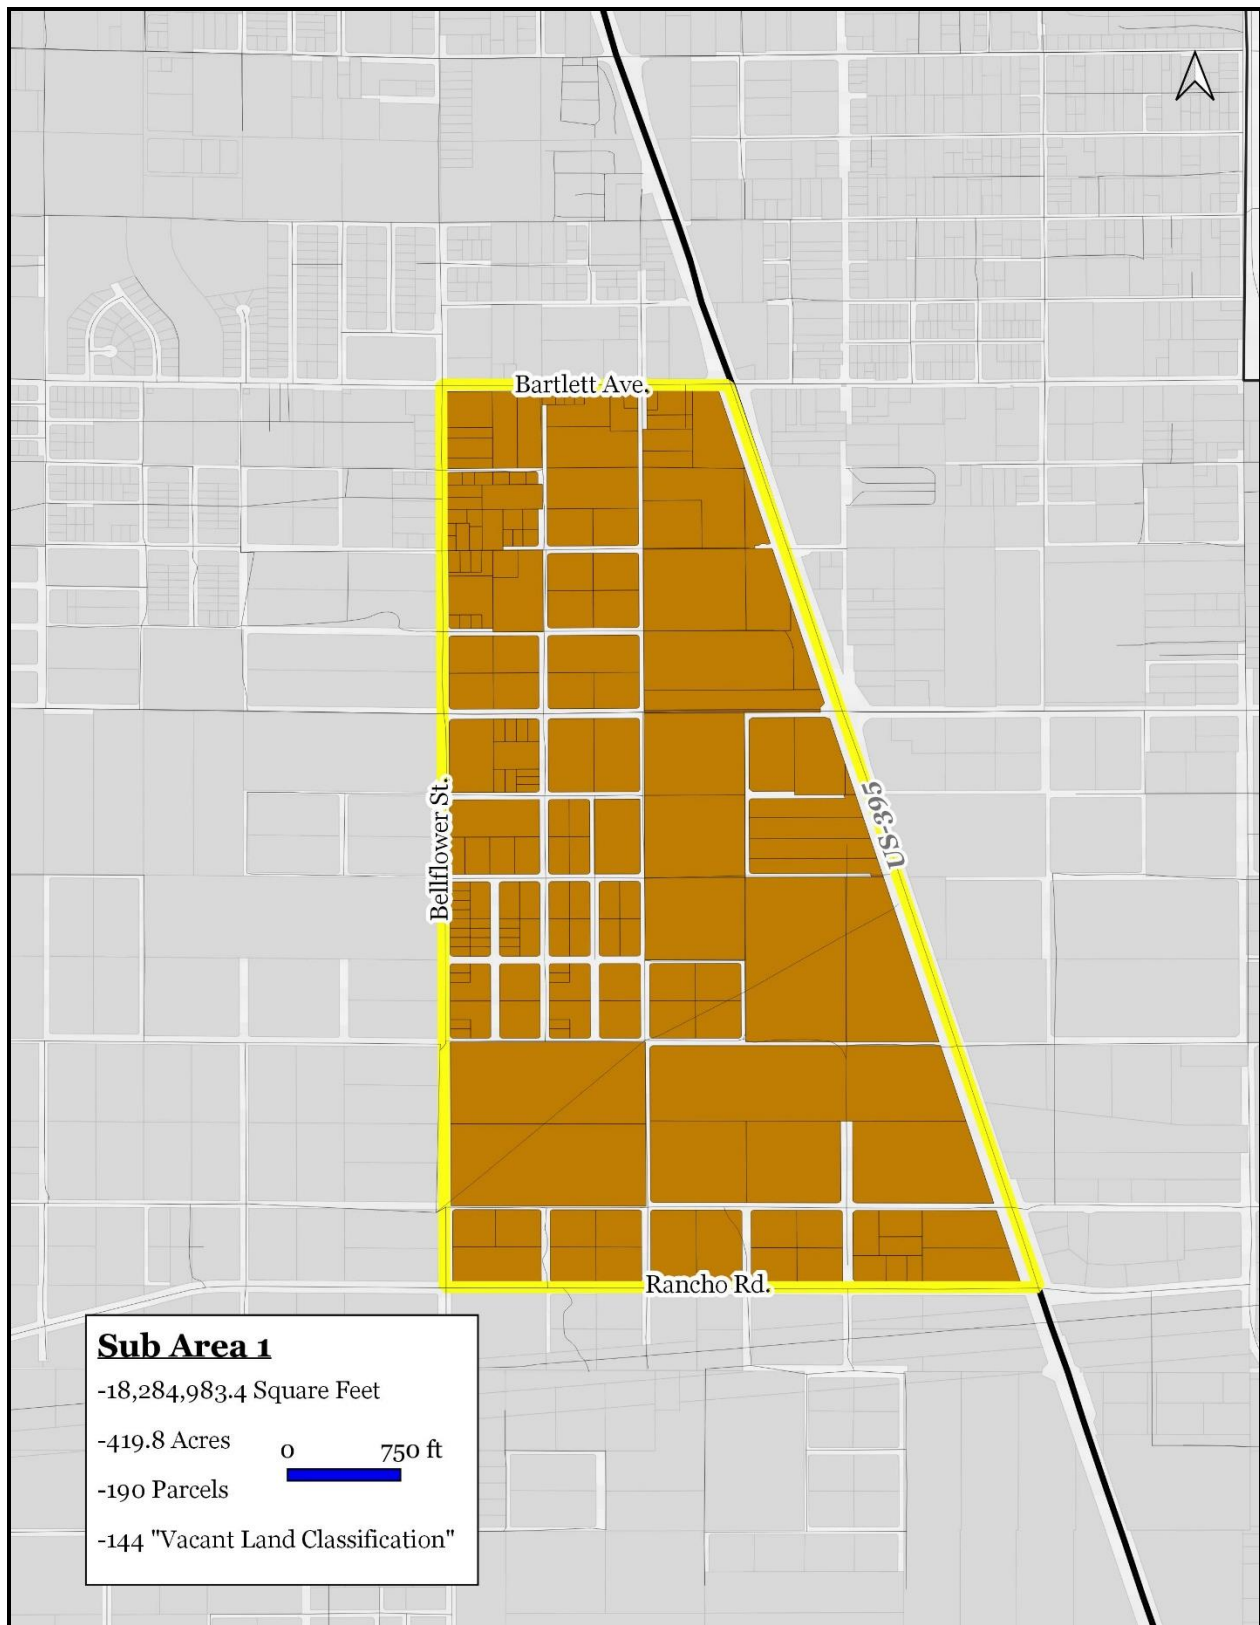 Bartlett Ave.
Bellflower St.
US-395
Rancho Rd.
Sub Area 1
-18,284,983.4 Square Feet
-419.8 Acres
0 750 ft
-190 Parcels
-144 "Vacant Land Classification"